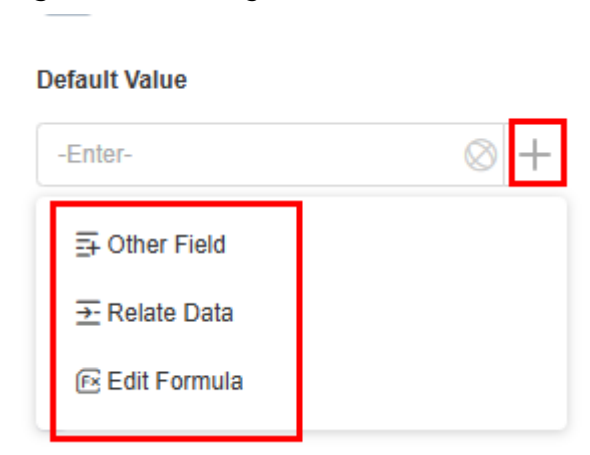 Default Value
-Enter-
Other Field
Relate Data
Edit Formula